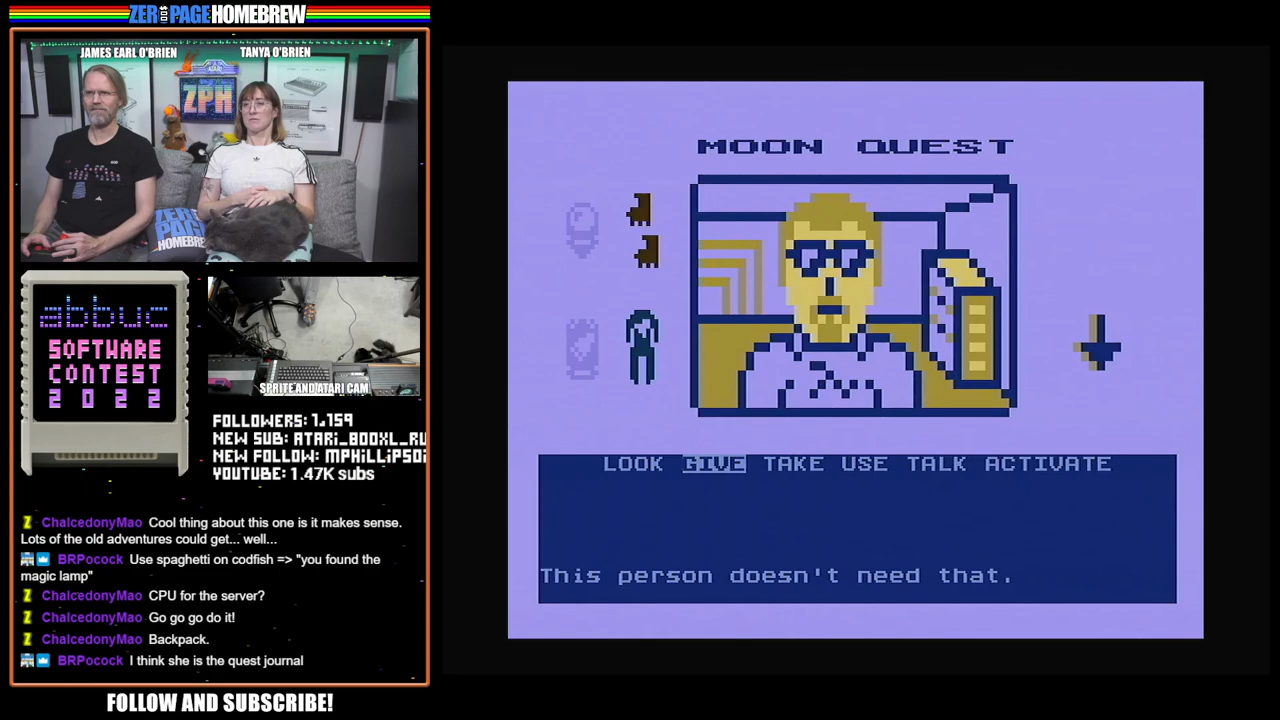 ZEROPAGE HOMEBREW
JAMES EARL O'BRIEN
TANYA O'BRIEN
ATARI
ZPH
ZERO
PAGE
HOMEBREW
abbuc
SOFTWARE
CONTEST
2022
SPRITE AND ATARI CAM
FOLLOWERS: 1,159
NEW SUB: ATARI_800XL_RU
NEW FOLLOW: MPHILLIPSO
YOUTUBE: 1.47K subs
ChalcedonyMao Cool thing about this one is it makes sense.
Lots of the old adventures could get... well...
BRPocock Use spaghetti on codfish => "you found the
magic lamp"
ChalcedonyMao CPU for the server?
ChalcedonyMao Go go go do it!
ChalcedonyMao Backpack.
BRPocock I think she is the quest journal
FOLLOW AND SUBSCRIBE!
MOON QUEST
LOOK GIVE TAKE USE TALK ACTIVATE
This person doesn't need that.